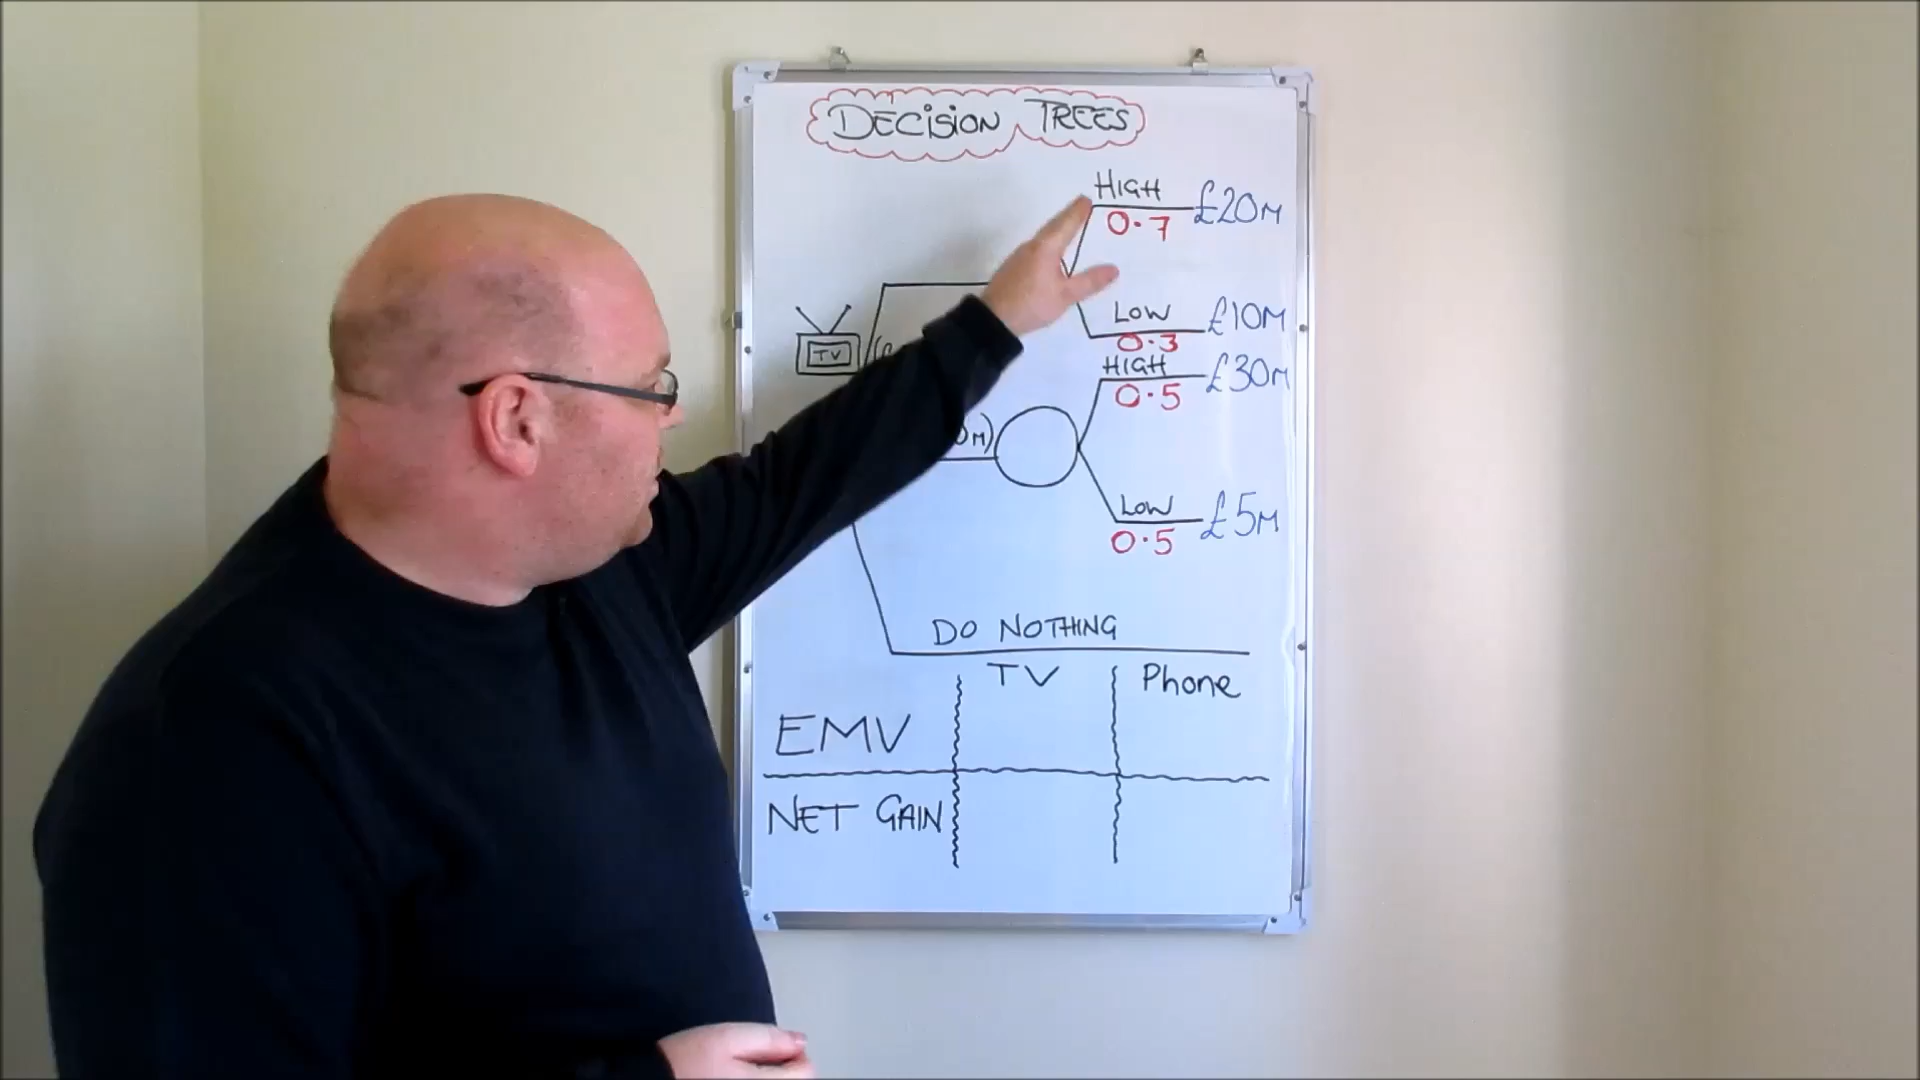 DECISION TREES
HIGH
0.7
£20M
LOW
0.3
£10M
TV
HIGH
0.5
£30M
LOW
0.5
£5M
DO NOTHING
TV Phone
EMV
NET GAIN